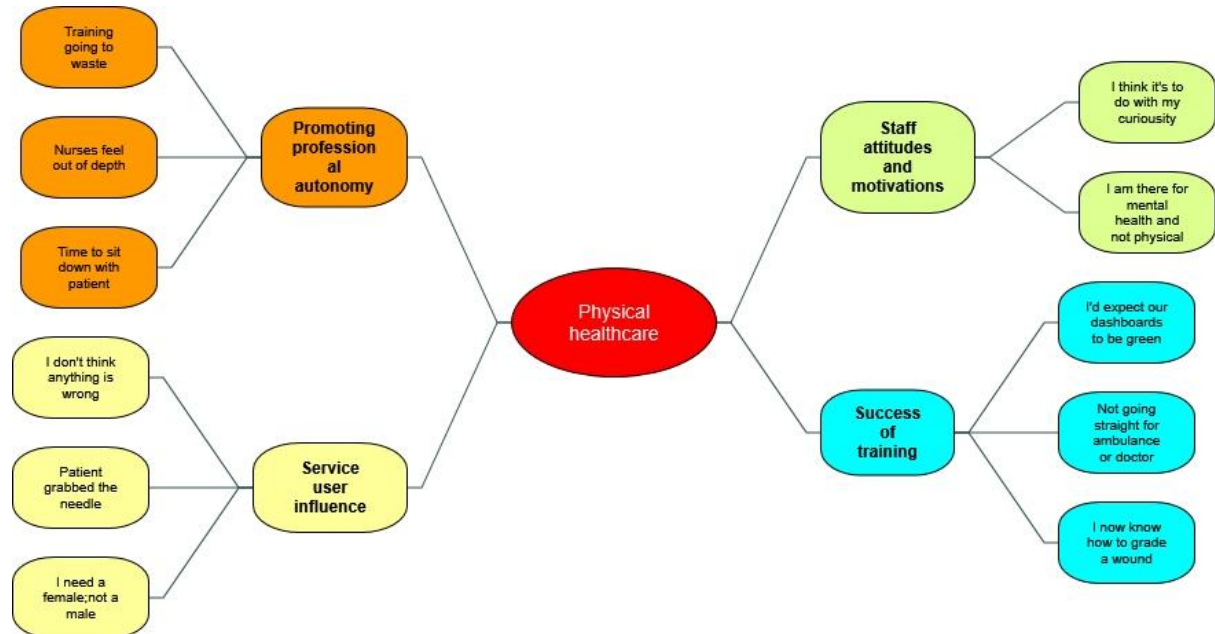 Training
going to
waste
Nurses feel
out of depth
Time to sit
down with
patient
Promoting
profession
al
autonomy
I don't think
anything is
wrong
Patient
grabbed the
needle
I need a
female;not a
male
Service
user
influence
Physical
healthcare
Staff
attitudes
and
motivations
I think it's to
do with my
curiousity
I am there for
mental
health and
not physical
Success
of
training
I'd expect our
dashboards
to be green
Not going
straight for
ambulance
or doctor
I now know
how to grade
a wound